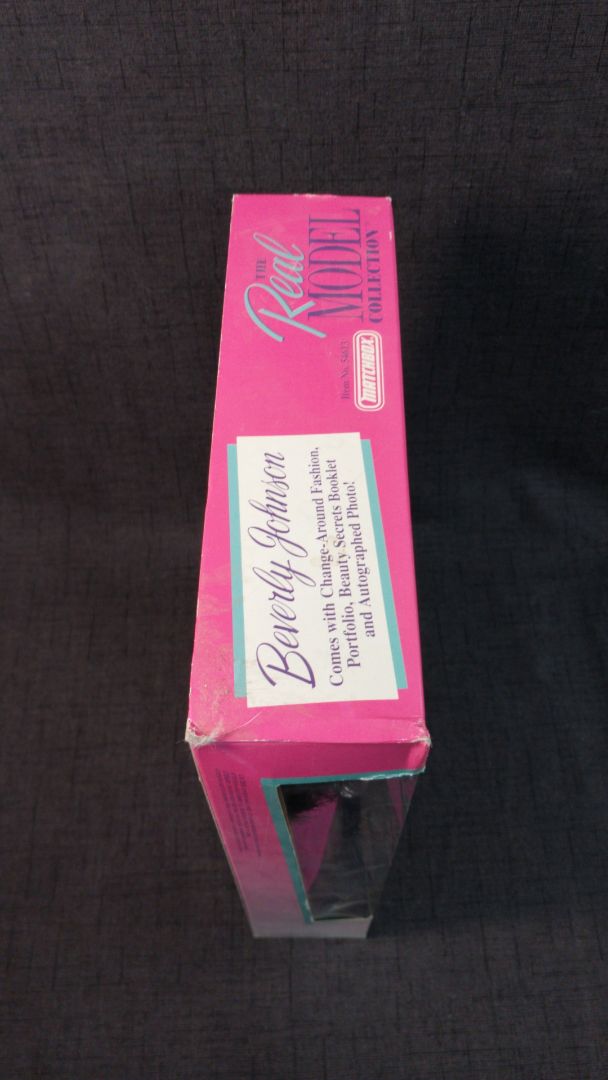 THE
Real
MODEL
COLLECTION
Item No. 54613
MATCHBOX
Beverly Johnson
Comes with Change-Around Fashion,
Portfolio, Beauty Secrets Booklet
and Autographed Photo!